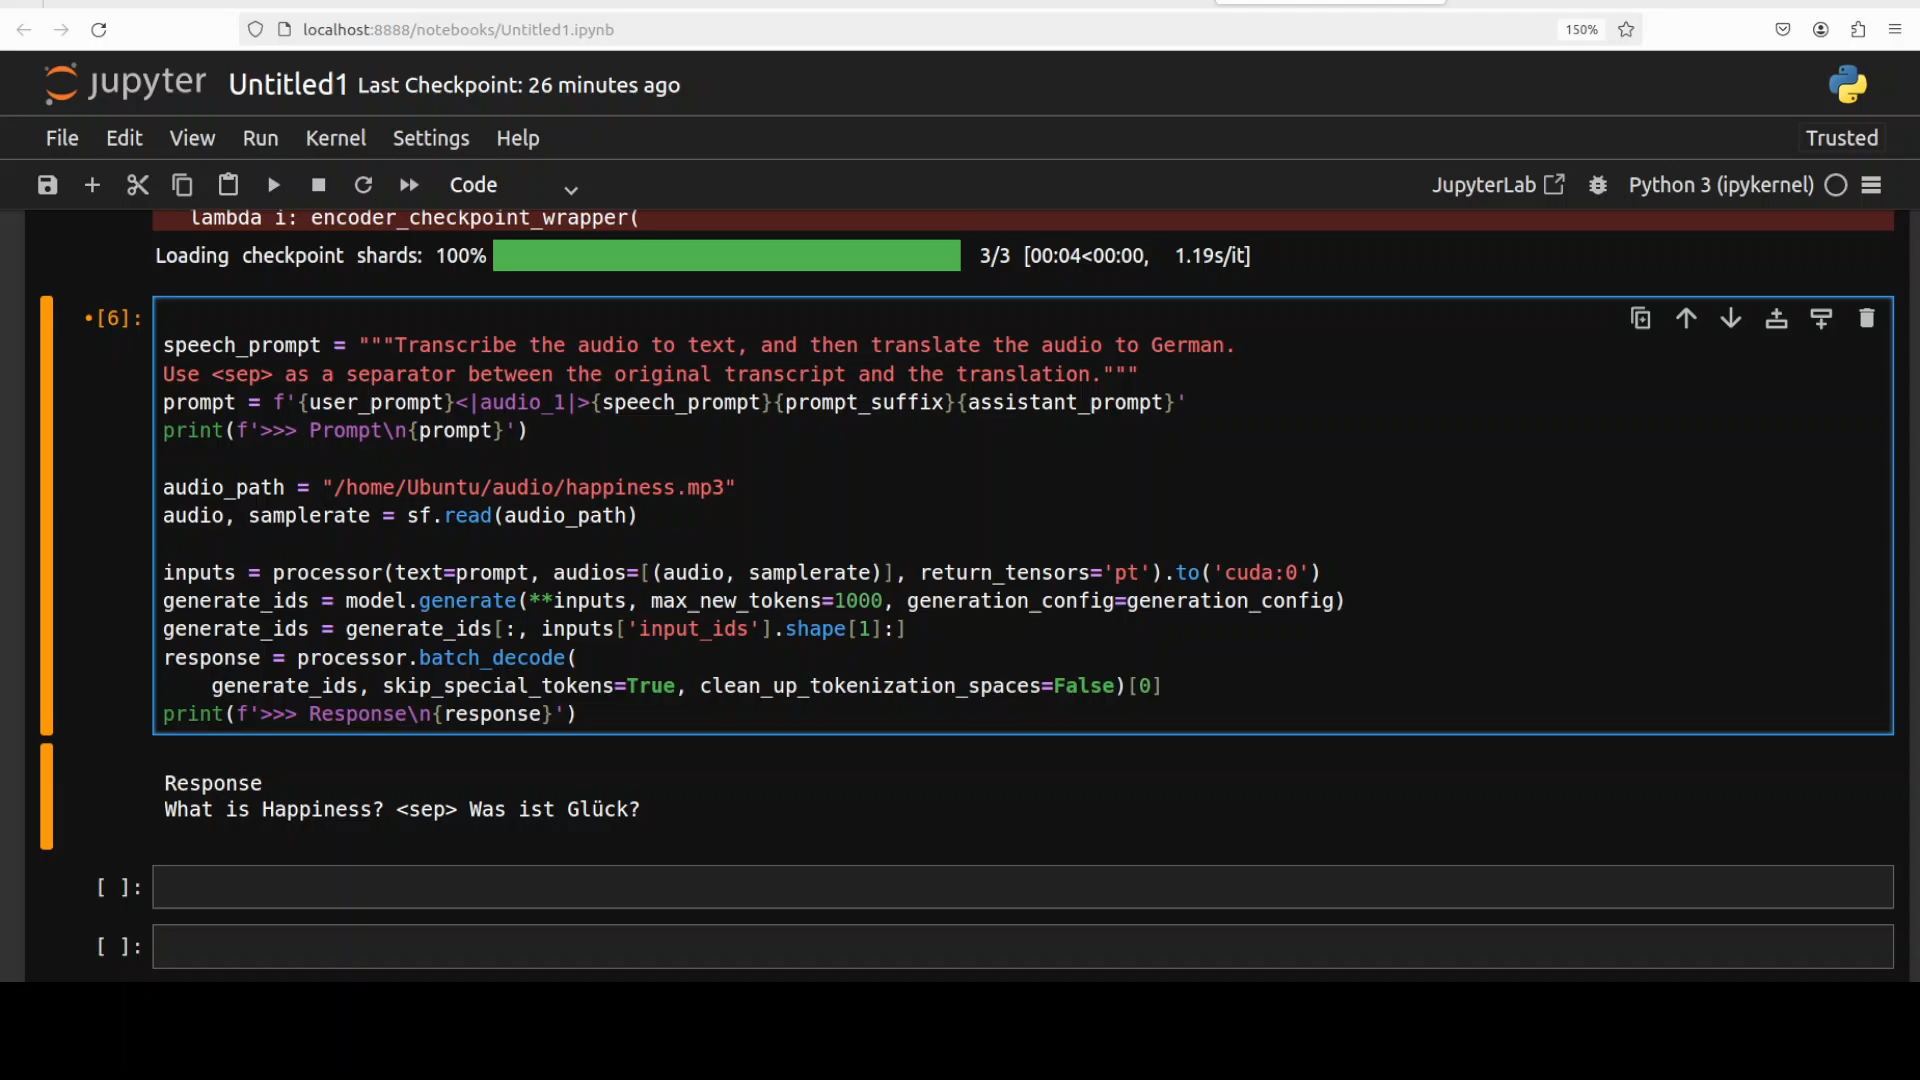 localhost:8888/notebooks/Untitled1.ipynb
150%
jupyter Untitled1 Last Checkpoint: 26 minutes ago
File Edit View Run Kernel Settings Help
Trusted
Code
JupyterLab
Python 3 (ipykernel)
lambda i: encoder_checkpoint_wrapper(
Loading checkpoint shards: 100% 3/3 [00:04<00:00, 1.19s/it]
•[6]:
speech_prompt = """Transcribe the audio to text, and then translate the audio to German.
Use <sep> as a separator between the original transcript and the translation."""
prompt = f'{user_prompt}<|audio_1|>{speech_prompt}{prompt_suffix}{assistant_prompt}'
print(f'>>> Prompt\n{prompt}')
audio_path = "/home/Ubuntu/audio/happiness.mp3"
audio, samplerate = sf.read(audio_path)
inputs = processor(text=prompt, audios=[(audio, samplerate)], return_tensors='pt').to('cuda:0')
generate_ids = model.generate(**inputs, max_new_tokens=1000, generation_config=generation_config)
generate_ids = generate_ids[:, inputs['input_ids'].shape[1]:]
response = processor.batch_decode(
    generate_ids, skip_special_tokens=True, clean_up_tokenization_spaces=False)[0]
print(f'>>> Response\n{response}')
Response
What is Happiness? <sep> Was ist Glück?
[ ]:
[ ]: